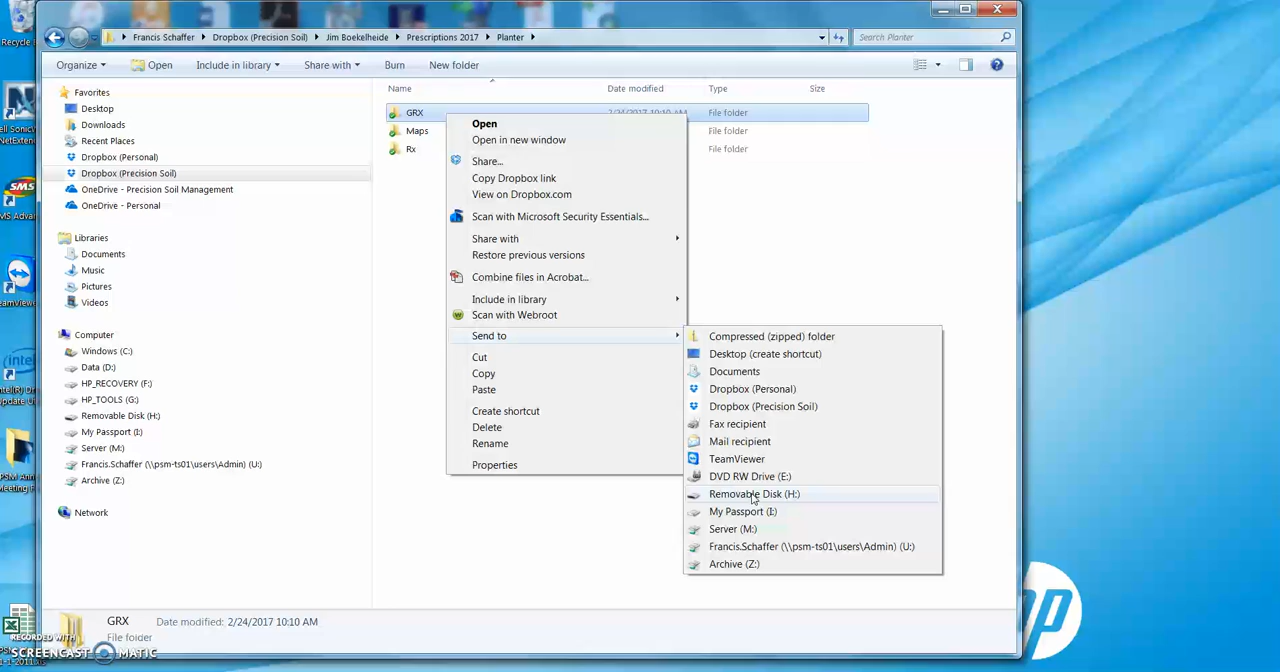 Recycle
Francis Schaffer
Dropbox (Precision Soil)
Jim Boekelheide
Prescriptions 2017
Planter
Search Planter
Organize
Open
Include in library
Share with
Burn
New folder
Name
Date modified
Type
Size
Favorites
Desktop
Downloads
Recent Places
Dropbox (Personal)
Dropbox (Precision Soil)
OneDrive - Precision Soil Management
OneDrive - Personal
Libraries
Documents
Music
Pictures
Videos
Computer
Windows (C:)
Data (D:)
HP_RECOVERY (F:)
HP_TOOLS (G:)
Removable Disk (H:)
My Passport (I:)
Server (M:)
Francis.Schaffer (\\psm-ts01\users\Admin) (U:)
Archive (Z:)
Network
GRX
2/24/2017 10:10 AM
File folder
Maps
File folder
Rx
File folder
Open
Open in new window
Share...
Copy Dropbox link
View on Dropbox.com
Scan with Microsoft Security Essentials...
Share with
Restore previous versions
Combine files in Acrobat...
Include in library
Scan with Webroot
Send to
Cut
Copy
Paste
Create shortcut
Delete
Rename
Properties
Compressed (zipped) folder
Desktop (create shortcut)
Documents
Dropbox (Personal)
Dropbox (Precision Soil)
Fax recipient
Mail recipient
TeamViewer
DVD RW Drive (E:)
Removable Disk (H:)
My Passport (I:)
Server (M:)
Francis.Schaffer (\\psm-ts01\users\Admin) (U:)
Archive (Z:)
GRX
Date modified: 2/24/2017 10:10 AM
File folder
RECORDED WITH
SCREENCAST MATIC
hp